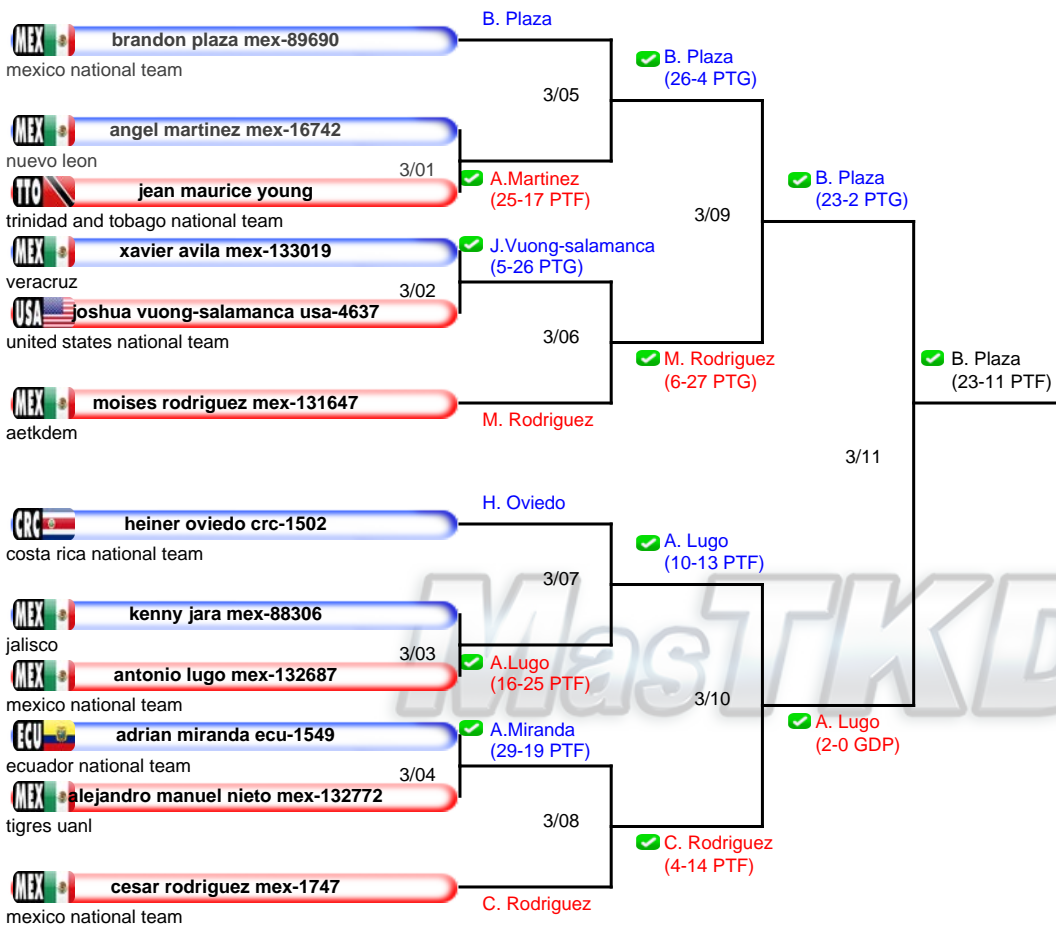 B. Plaza
MEX brandon plaza mex-89690
mexico national team
3/05
B. Plaza
(26-4 PTG)
MEX angel martinez mex-16742
nuevo leon
3/01
TTO jean maurice young
trinidad and tobago national team
A.Martinez
(25-17 PTF)
B. Plaza
(23-2 PTG)
3/09
MEX xavier avila mex-133019
veracruz
J.Vuong-salamanca
(5-26 PTG)
3/02
USA joshua vuong-salamanca usa-4637
united states national team
3/06
M. Rodriguez
(6-27 PTG)
B. Plaza
(23-11 PTF)
MEX moises rodriguez mex-131647
aetkdem
M. Rodriguez
3/11
H. Oviedo
CRC heiner oviedo crc-1502
costa rica national team
A. Lugo
(10-13 PTF)
3/07
MEX kenny jara mex-88306
jalisco
3/03
MEX antonio lugo mex-132687
mexico national team
A.Lugo
(16-25 PTF)
MasTKD
3/10
A. Lugo
(2-0 GDP)
ECU adrian miranda ecu-1549
ecuador national team
A.Miranda
(29-19 PTF)
3/04
MEX alejandro manuel nieto mex-132772
tigres uanl
3/08
C. Rodriguez
(4-14 PTF)
MEX cesar rodriguez mex-1747
mexico national team
C. Rodriguez